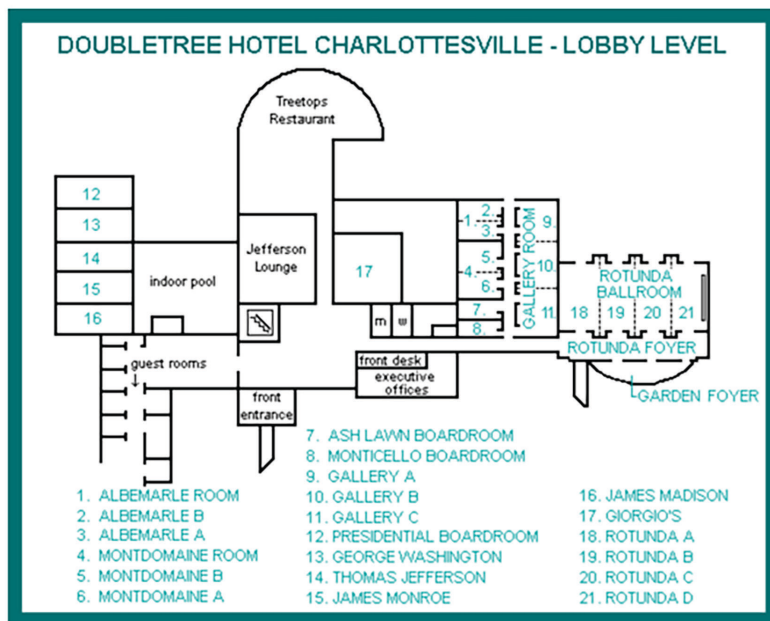 DOUBLETREE HOTEL CHARLOTTESVILLE - LOBBY LEVEL
Treetops
Restaurant
12
13
14
15
16
indoor pool
Jefferson
Lounge
17
m
w
1.
2.
3.
4.
5.
6.
7.
8.
GALLERY ROOM
9.
10.
11.
ROTUNDA
BALLROOM
18
19
20
21
ROTUNDA FOYER
GARDEN FOYER
guest rooms
front desk
executive
offices
front
entrance
1. ALBEMARLE ROOM
2. ALBEMARLE B
3. ALBEMARLE A
4. MONTDOMAINE ROOM
5. MONTDOMAINE B
6. MONTDOMAINE A
7. ASH LAWN BOARDROOM
8. MONTICELLO BOARDROOM
9. GALLERY A
10. GALLERY B
11. GALLERY C
12. PRESIDENTIAL BOARDROOM
13. GEORGE WASHINGTON
14. THOMAS JEFFERSON
15. JAMES MONROE
16. JAMES MADISON
17. GIORGIO'S
18. ROTUNDA A
19. ROTUNDA B
20. ROTUNDA C
21. ROTUNDA D